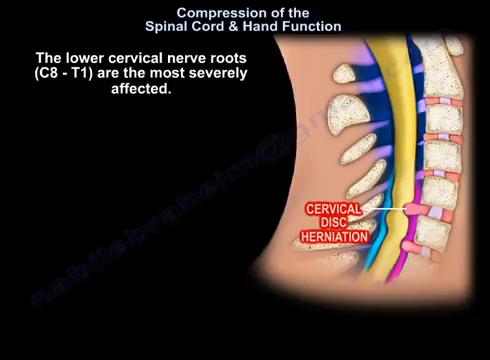 Compression of the
Spinal Cord & Hand Function
The lower cervical nerve roots
(C8 - T1) are the most severely
affected.
CERVICAL
DISC
HERNIATION